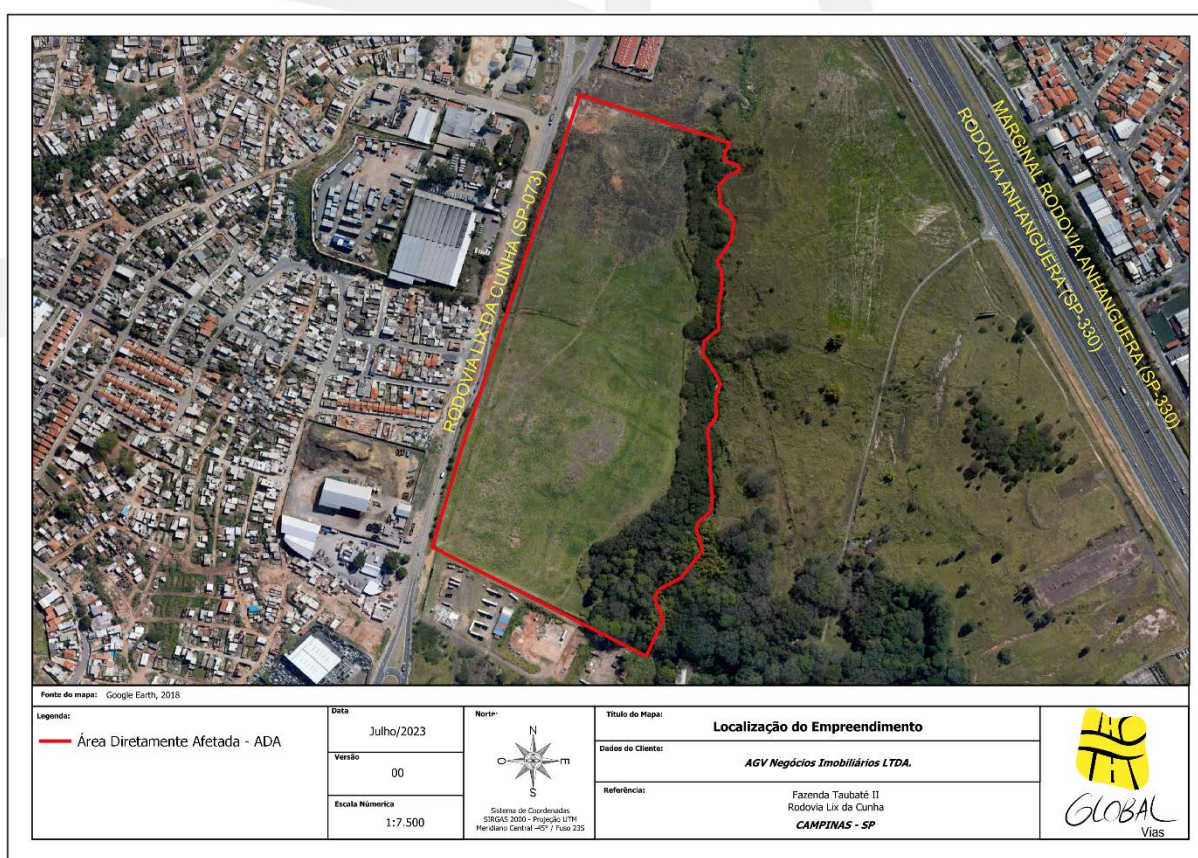 RODOVIA LIX DA CUNHA (SP-073)
MARGINAL RODOVIA ANHANGUERA (SP-330)
RODOVIA ANHANGUERA (SP-330)
Fonte do mapa: Google Earth, 2018
Legenda:
Área Diretamente Afetada - ADA
Data
Julho/2023
Versão
00
Escala Númerica
1:7.500
Norte:
N
O
E
S
Sistema de Coordenadas
SIRGAS 2000 - Projeção UTM
Meridiano Central -45° / Fuso 23S
Título do Mapa:
Localização do Empreendimento
Dados do Cliente:
AGV Negócios Imobiliários LTDA.
Referência:
Fazenda Taubaté II
Rodovia Lix da Cunha
CAMPINAS - SP
GLOBAL
Vias